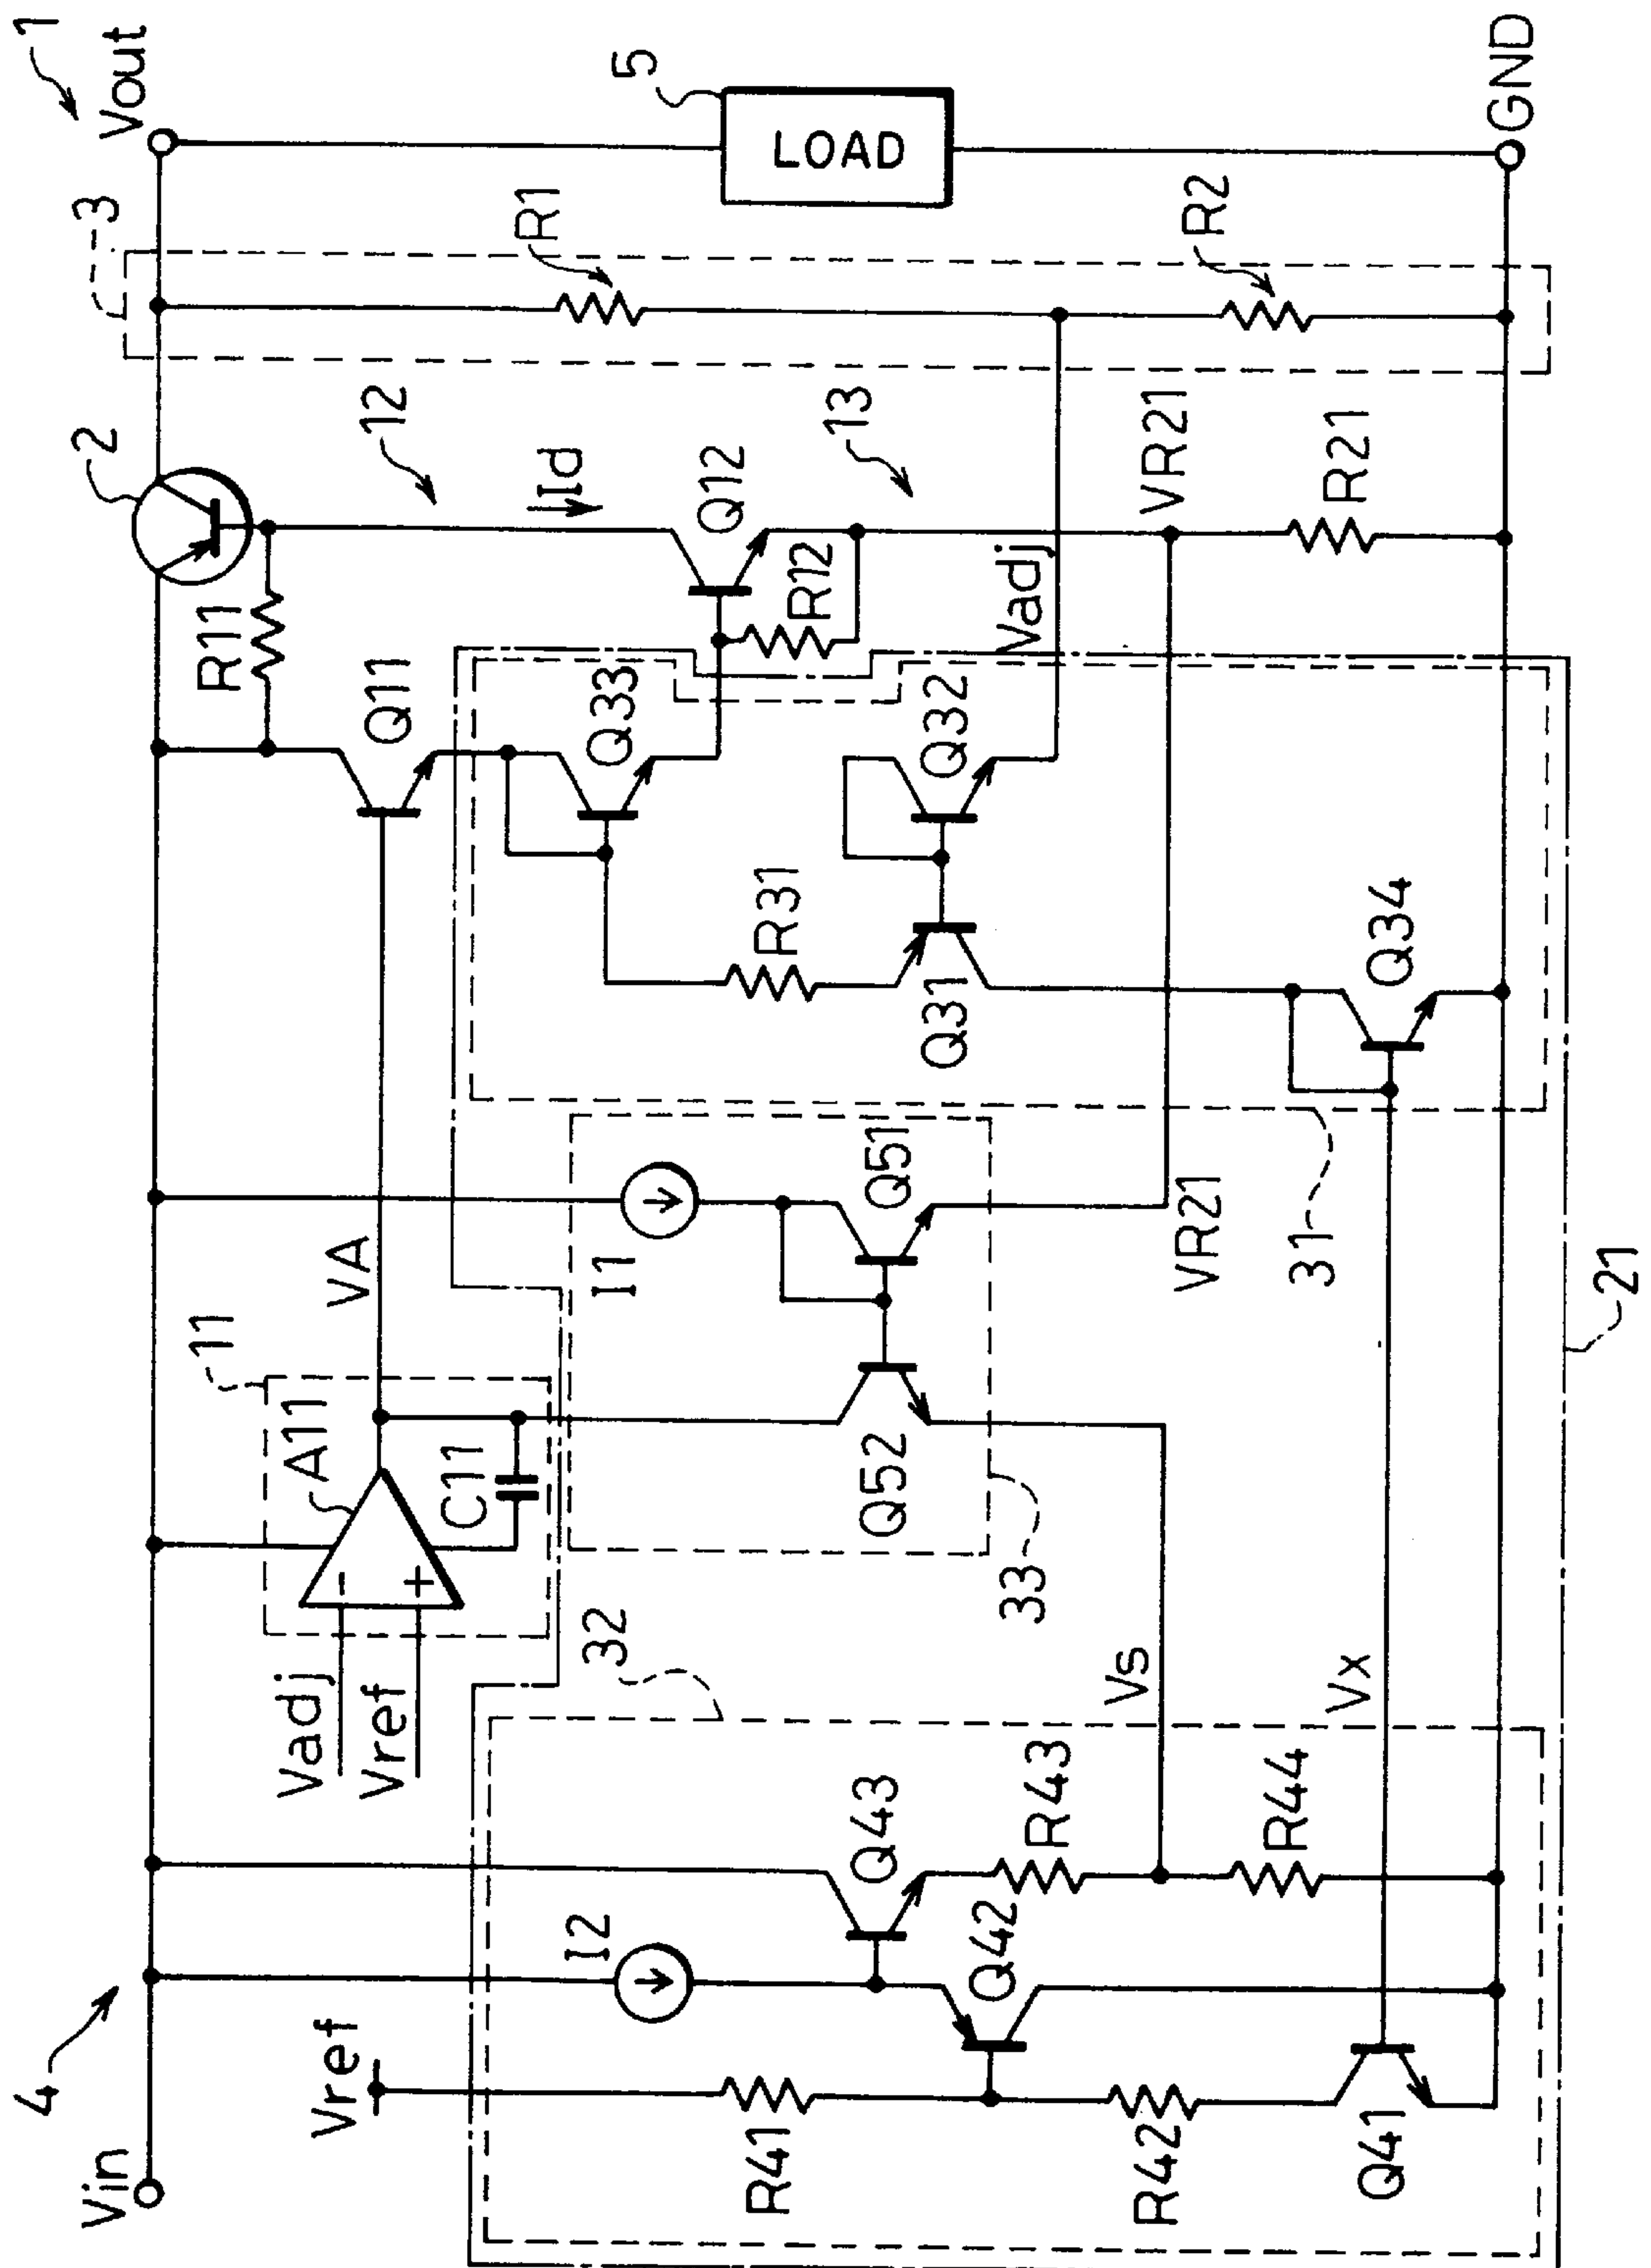 1
Vout
GND
5
LOAD
3
R1
R2
2
12
13
Id
Q12
R12
VR21
R21
Vadj
R11
Q11
Q33
Q32
R31
Q31
Q34
31
21
VA
11
A11
C11
I1
Q51
Q52
VR21
33
Vadj
Vref
32
Vs
Vx
Q43
R43
R44
I2
Q42
4
Vin
Vref
R41
R42
Q41